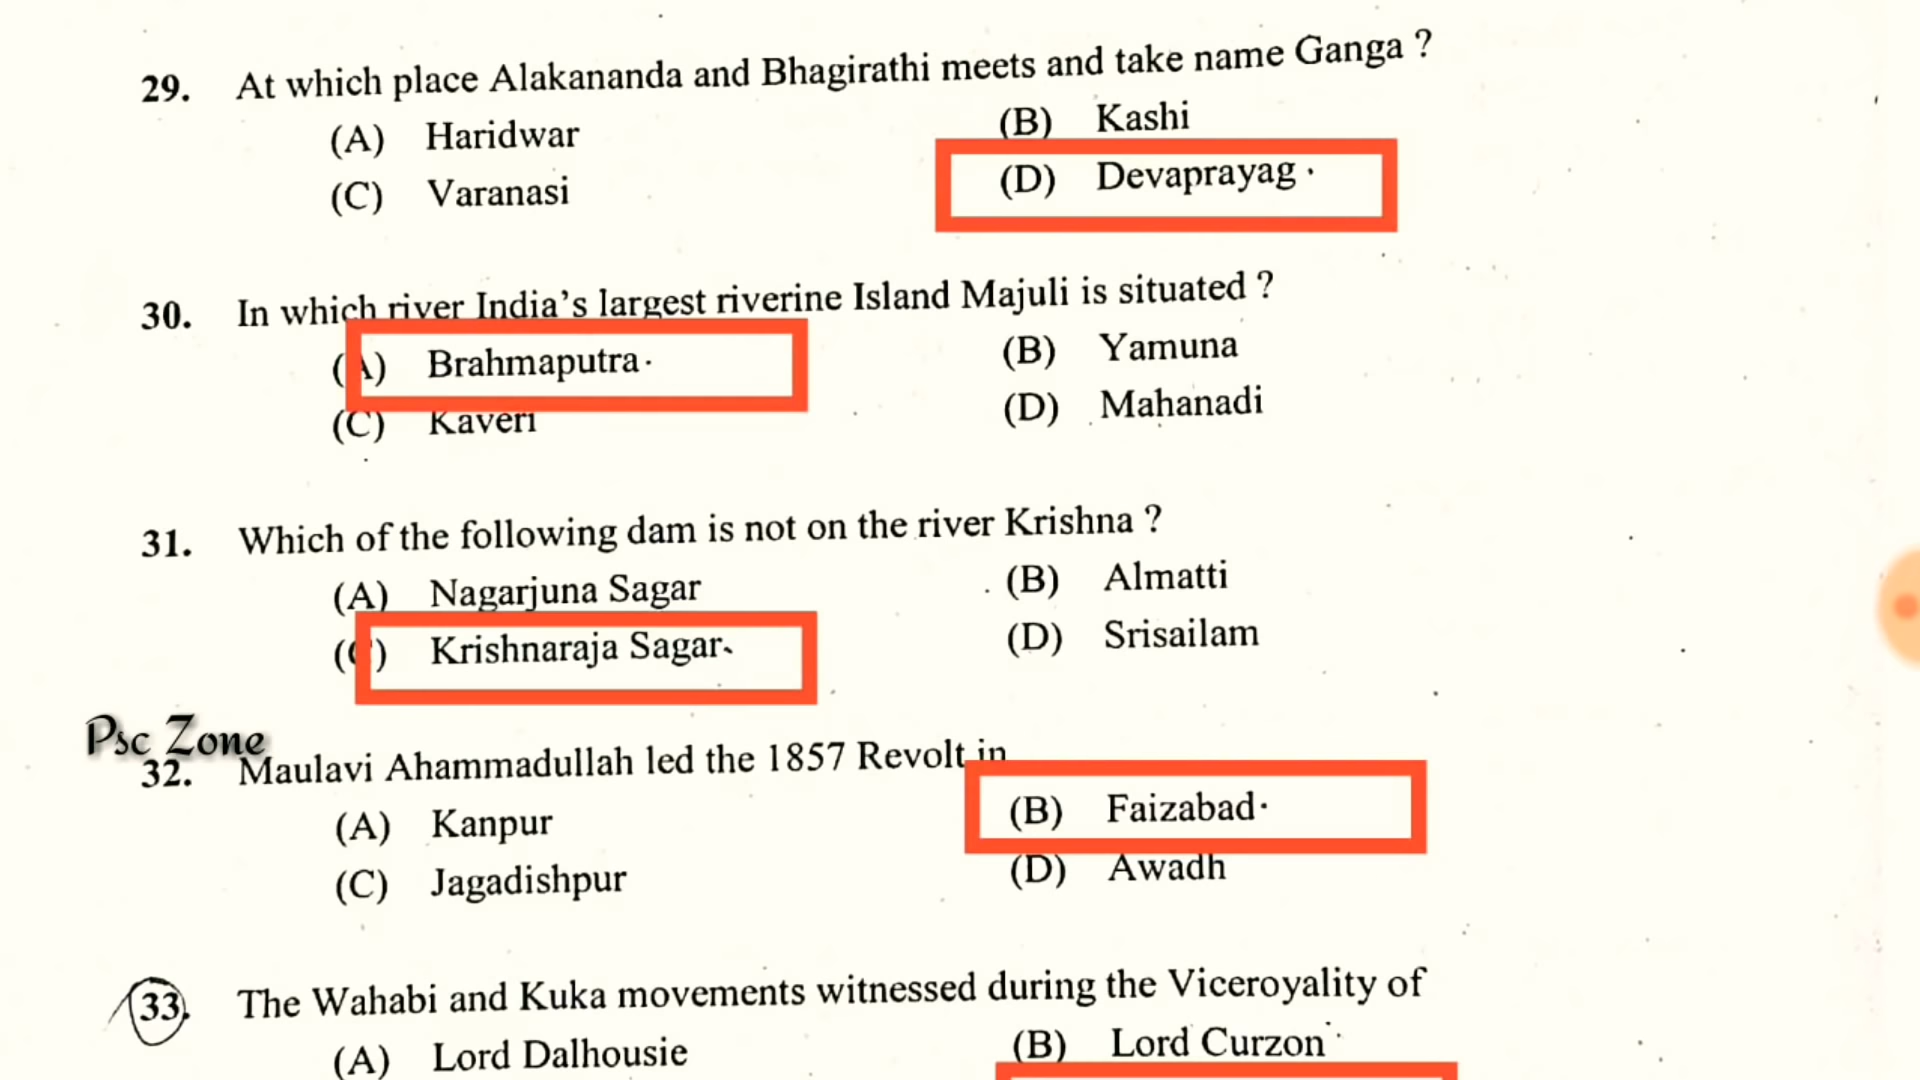 29. At which place Alakananda and Bhagirathi meets and take name Ganga ?
(A) Haridwar (B) Kashi
(C) Varanasi (D) Devaprayag
30. In which river India's largest riverine Island Majuli is situated ?
(A) Brahmaputra (B) Yamuna
(C) Kaveri (D) Mahanadi
31. Which of the following dam is not on the river Krishna ?
(A) Nagarjuna Sagar (B) Almatti
(C) Krishnaraja Sagar (D) Srisailam
Psc Zone
32. Maulavi Ahammadullah led the 1857 Revolt in
(A) Kanpur (B) Faizabad
(C) Jagadishpur (D) Awadh
33. The Wahabi and Kuka movements witnessed during the Viceroyality of
(A) Lord Dalhousie (B) Lord Curzon